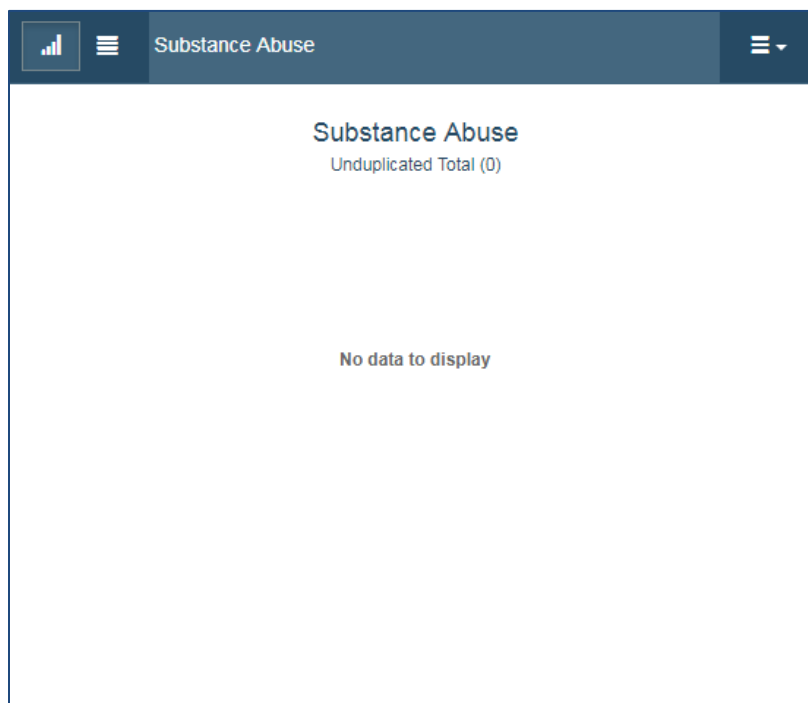 Substance Abuse
Substance Abuse
Unduplicated Total (0)
No data to display